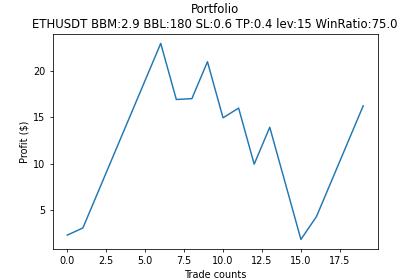 Portfolio
ETHUSDT BBM:2.9 BBL:180 SL:0.6 TP:0.4 lev:15 WinRatio:75.0
Profit ($)
20
15
10
5
0.0 2.5 5.0 7.5 10.0 12.5 15.0 17.5
Trade counts